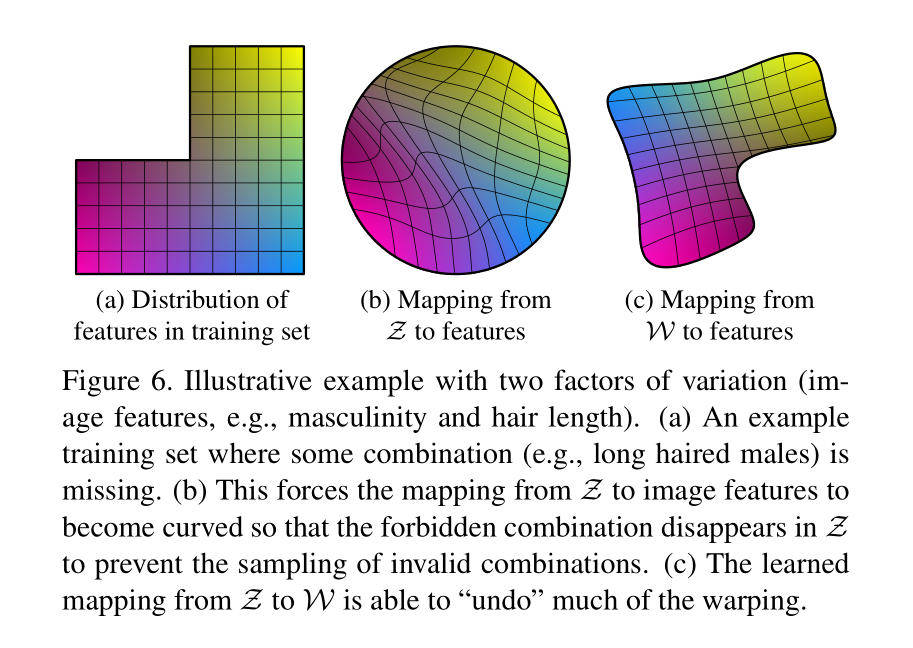 (a) Distribution of
features in training set
(b) Mapping from
𝒵 to features
(c) Mapping from
𝒲 to features
Figure 6. Illustrative example with two factors of variation (im-
age features, e.g., masculinity and hair length). (a) An example
training set where some combination (e.g., long haired males) is
missing. (b) This forces the mapping from 𝒵 to image features to
become curved so that the forbidden combination disappears in 𝒵
to prevent the sampling of invalid combinations. (c) The learned
mapping from 𝒵 to 𝒲 is able to “undo” much of the warping.